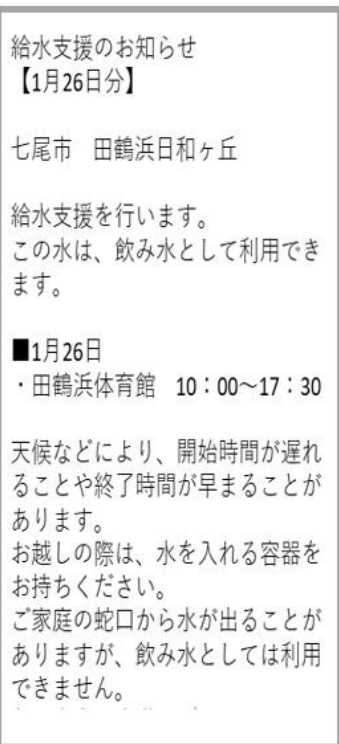 給水支援のお知らせ
【1月26日分】
七尾市　田鶴浜日和ヶ丘
給水支援を行います。
この水は、飲み水として利用でき
ます。
■1月26日
・田鶴浜体育館　10：00～17：30
天候などにより、開始時間が遅れ
ることや終了時間が早まることが
あります。
お越しの際は、水を入れる容器を
お持ちください。
ご家庭の蛇口から水が出ることが
ありますが、飲み水としては利用
できません。